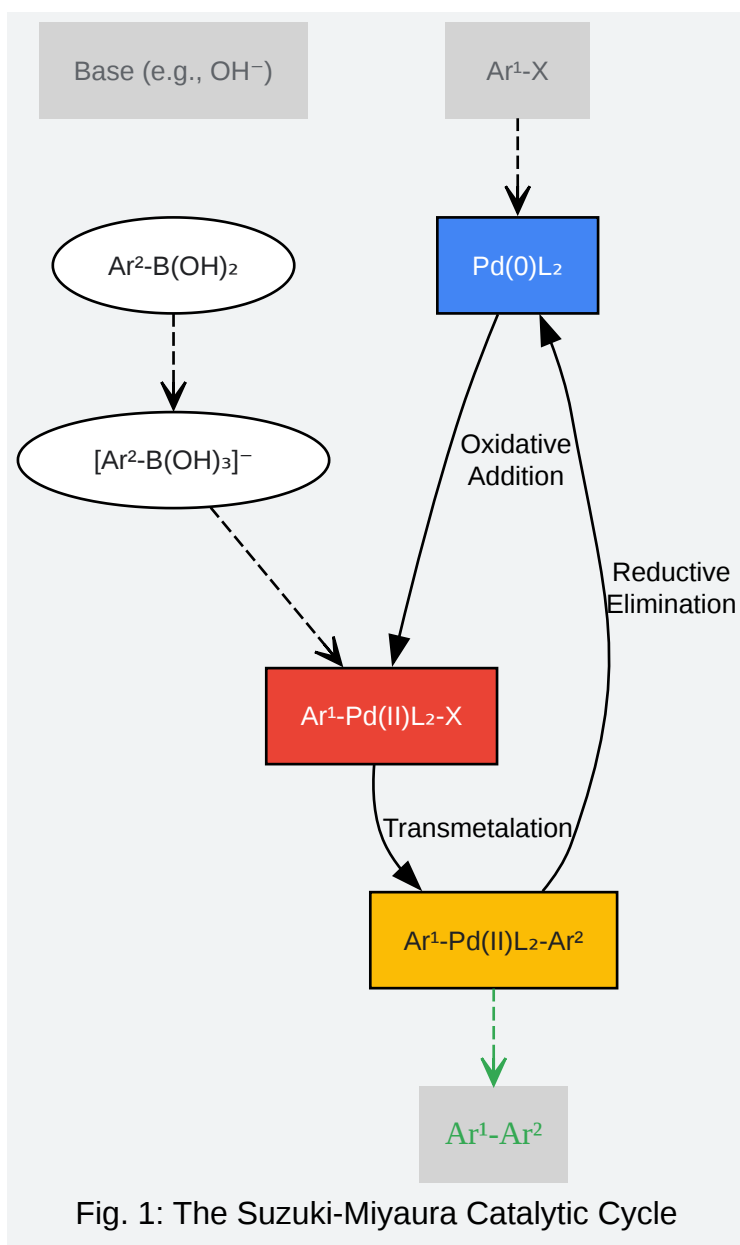 Base (e.g., OH⁻)
Ar¹-X
Ar²-B(OH)₂
Pd(0)L₂
[Ar²-B(OH)₃]⁻
Oxidative
Addition
Reductive
Elimination
Ar¹-Pd(II)L₂-X
Transmetalation
Ar¹-Pd(II)L₂-Ar²
Ar¹-Ar²
Fig. 1: The Suzuki-Miyaura Catalytic Cycle